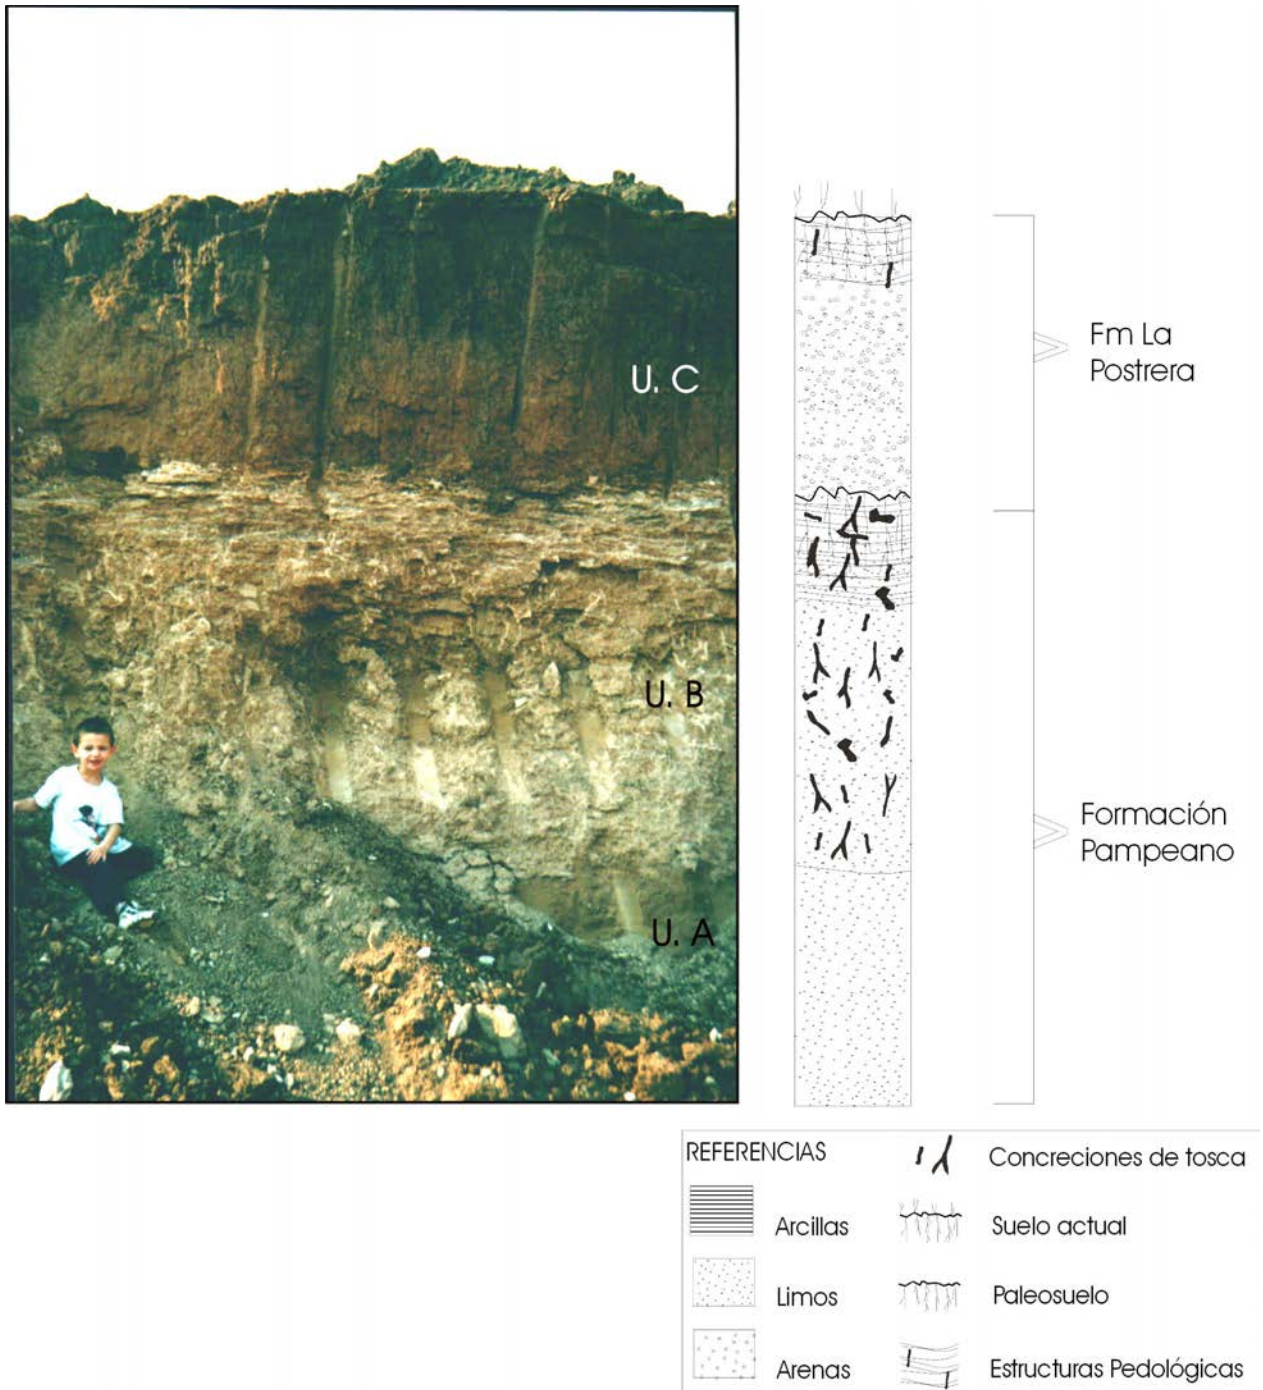 U. C
U. B
U. A
Fm La
Postrera
Formación
Pampeano
REFERENCIAS
Concreciones de tosca
Arcillas
Suelo actual
Limos
Paleosuelo
Arenas
Estructuras Pedológicas